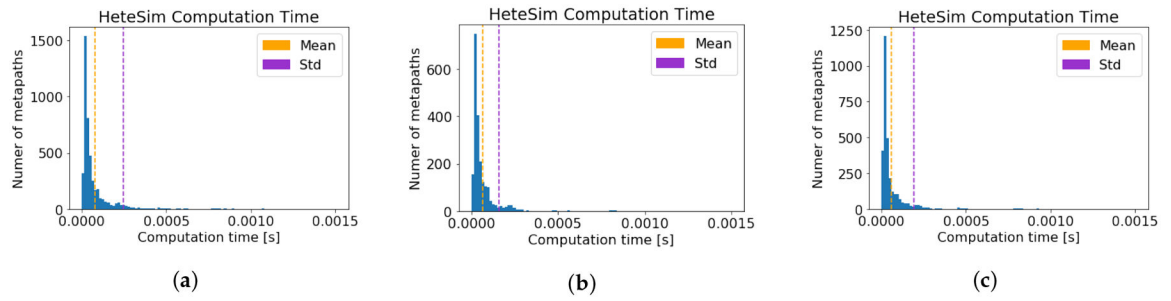 HeteSim Computation Time
Numer of metapaths
1500
1000
500
0
Mean
Std
0.0000 0.0005 0.0010 0.0015
Computation time [s]
(a)
HeteSim Computation Time
Numer of metapaths
600
400
200
0
Mean
Std
0.0000 0.0005 0.0010 0.0015
Computation time [s]
(b)
HeteSim Computation Time
Numer of metapaths
1250
1000
750
500
250
0
Mean
Std
0.0000 0.0005 0.0010 0.0015
Computation time [s]
(c)